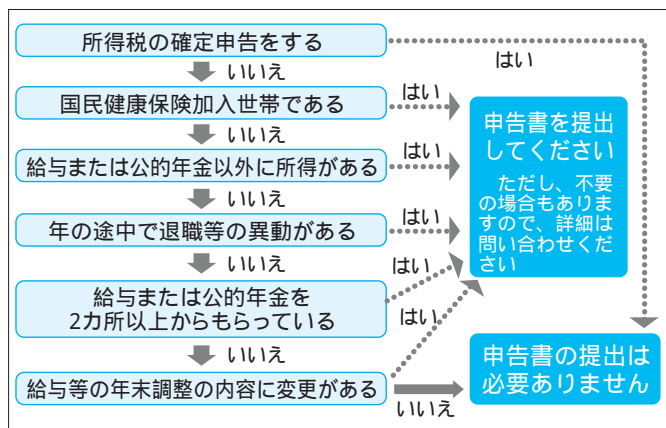 所得税の確定申告をする
はい
いいえ
国民健康保険加入世帯である
はい
いいえ
給与または公的年金以外に所得がある
はい
いいえ
年の途中で退職等の異動がある
はい
いいえ
給与または公的年金を
2カ所以上からもらっている
はい
いいえ
給与等の年末調整の内容に変更がある
はい
いいえ
申告書を提出
してください
ただし、不要
の場合もありま
すので、詳細は
問い合わせくだ
さい
申告書の提出は
必要ありません